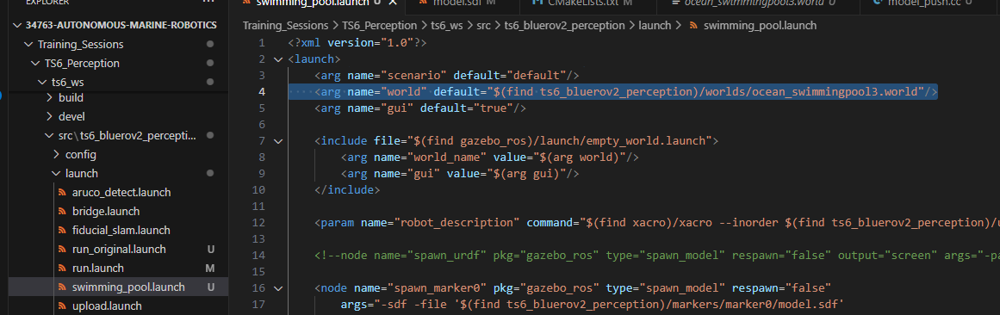 EXPLORER
34763-AUTONOMOUS-MARINE-ROBOTICS
Training_Sessions
TS6_Perception
ts6_ws
build
devel
src\ts6_bluerov2_percepti...
config
launch
aruco_detect.launch
bridge.launch
fiducial_slam.launch
run_original.launch U
run.launch M
swimming_pool.launch U
upload.launch
swimming_pool.launch U
model.sdf M
CMakeLists.txt
ocean_swimmingpool3.world
model_push.cc
Training_Sessions > TS6_Perception > ts6_ws > src > ts6_bluerov2_perception > launch > swimming_pool.launch
1 <?xml version="1.0"?>
2 <launch>
3 <arg name="scenario" default="default"/>
4 <arg name="world" default="$(find ts6_bluerov2_perception)/worlds/ocean_swimmingpool3.world"/>
5 <arg name="gui" default="true"/>
6
7 <include file="$(find gazebo_ros)/launch/empty_world.launch">
8 <arg name="world_name" value="$(arg world)"/>
9 <arg name="gui" value="$(arg gui)"/>
10 </include>
11
12 <param name="robot_description" command="$(find xacro)/xacro --inorder $(find ts6_bluerov2_perception)/u
13
14 <!--node name="spawn_urdf" pkg="gazebo_ros" type="spawn_model" respawn="false" output="screen" args="-pa
15
16 <node name="spawn_marker0" pkg="gazebo_ros" type="spawn_model" respawn="false"
17 args="-sdf -file '$(find ts6_bluerov2_perception)/markers/marker0/model.sdf'